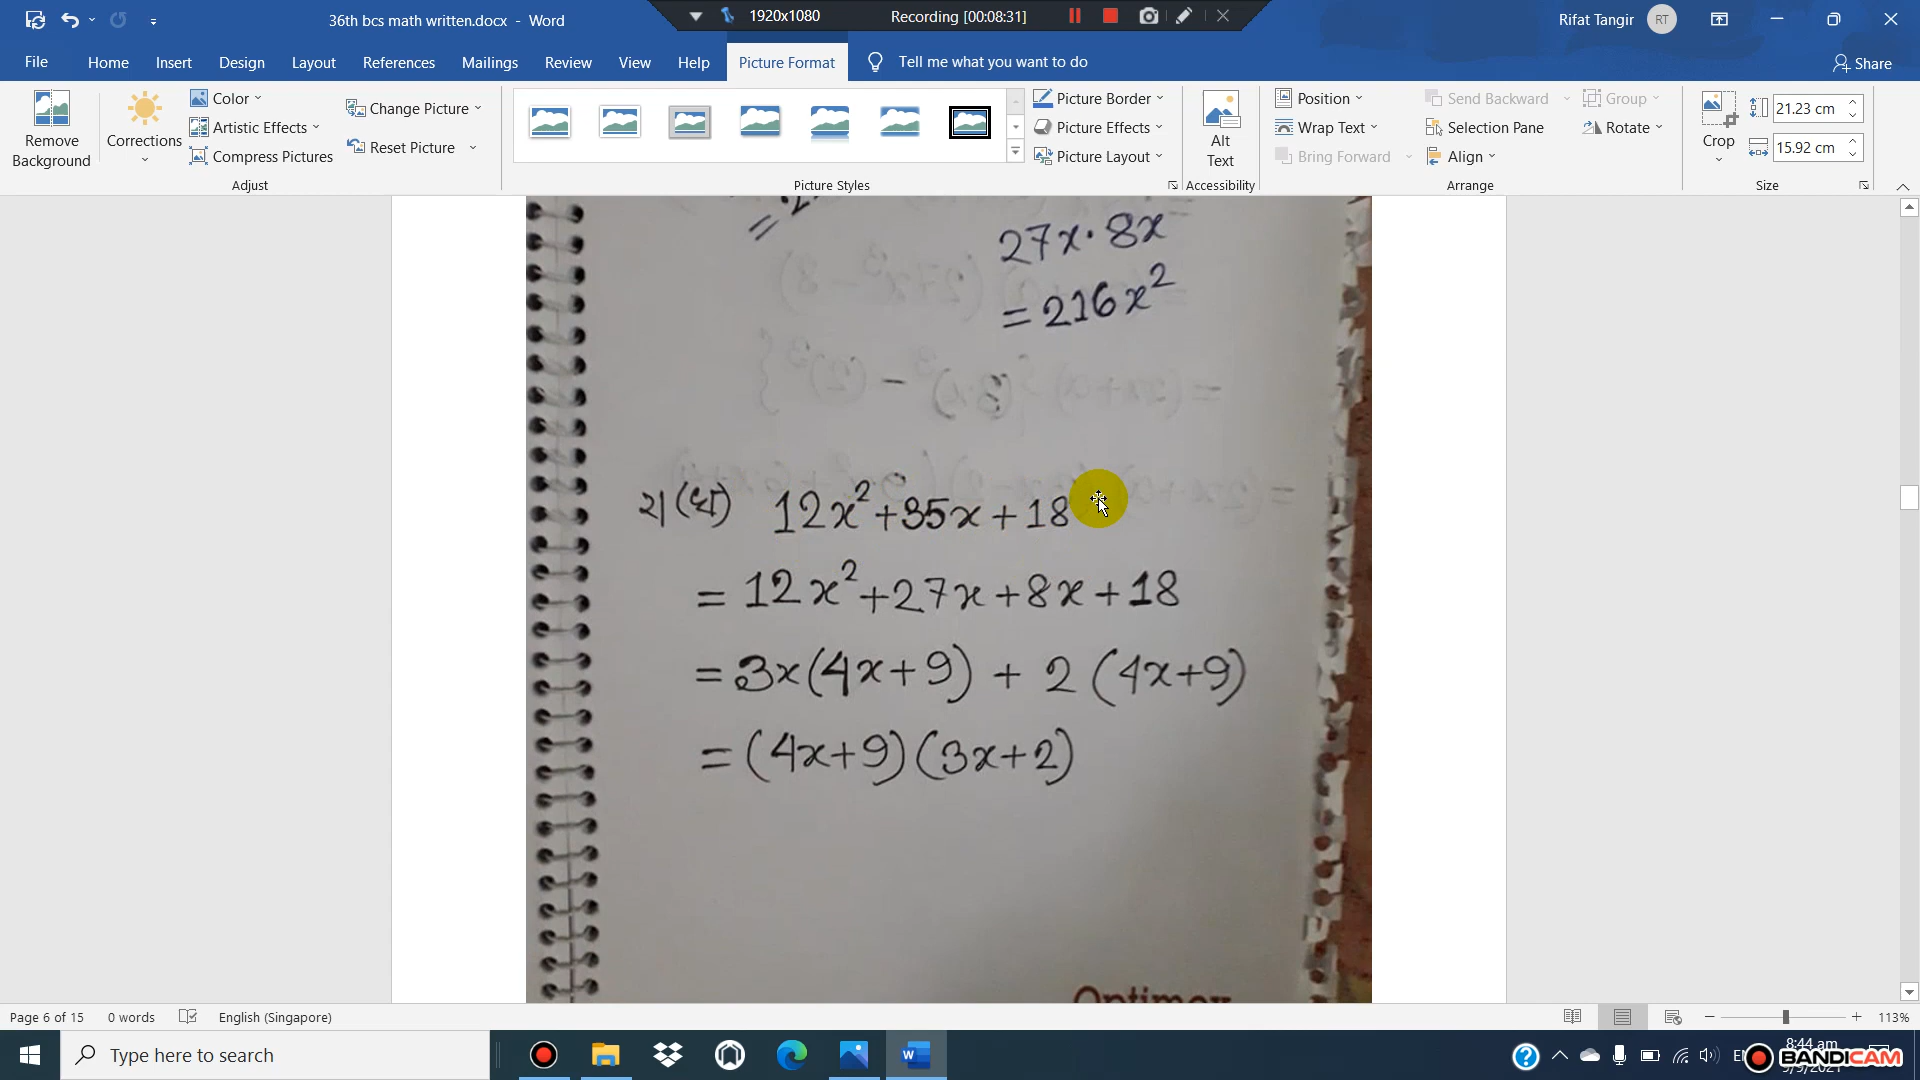 36th bcs math written.docx - Word
1920x1080
Recording [00:08:31]
Rifat Tangir
RT
File
Home
Insert
Design
Layout
References
Mailings
Review
View
Help
Picture Format
Tell me what you want to do
Share
Remove Background
Corrections
Color
Artistic Effects
Compress Pictures
Change Picture
Reset Picture
Adjust
Picture Styles
Picture Border
Picture Effects
Picture Layout
Alt Text
Accessibility
Position
Wrap Text
Bring Forward
Send Backward
Selection Pane
Align
Group
Rotate
Arrange
Crop
21.23 cm
15.92 cm
Size
27x·8x
=216x²
২। (ঘ) 12x²+35x+18
= 12x²+27x+8x+18
=3x(4x+9) + 2 (4x+9)
=(4x+9)(3x+2)
Page 6 of 15
0 words
English (Singapore)
113%
Type here to search
8:44 am
BANDICAM